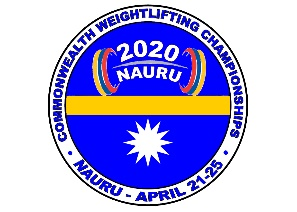 • COMMONWEALTH WEIGHTLIFTING CHAMPIONSHIPS •
2020
NAURU
NAURU - APRIL 21-25